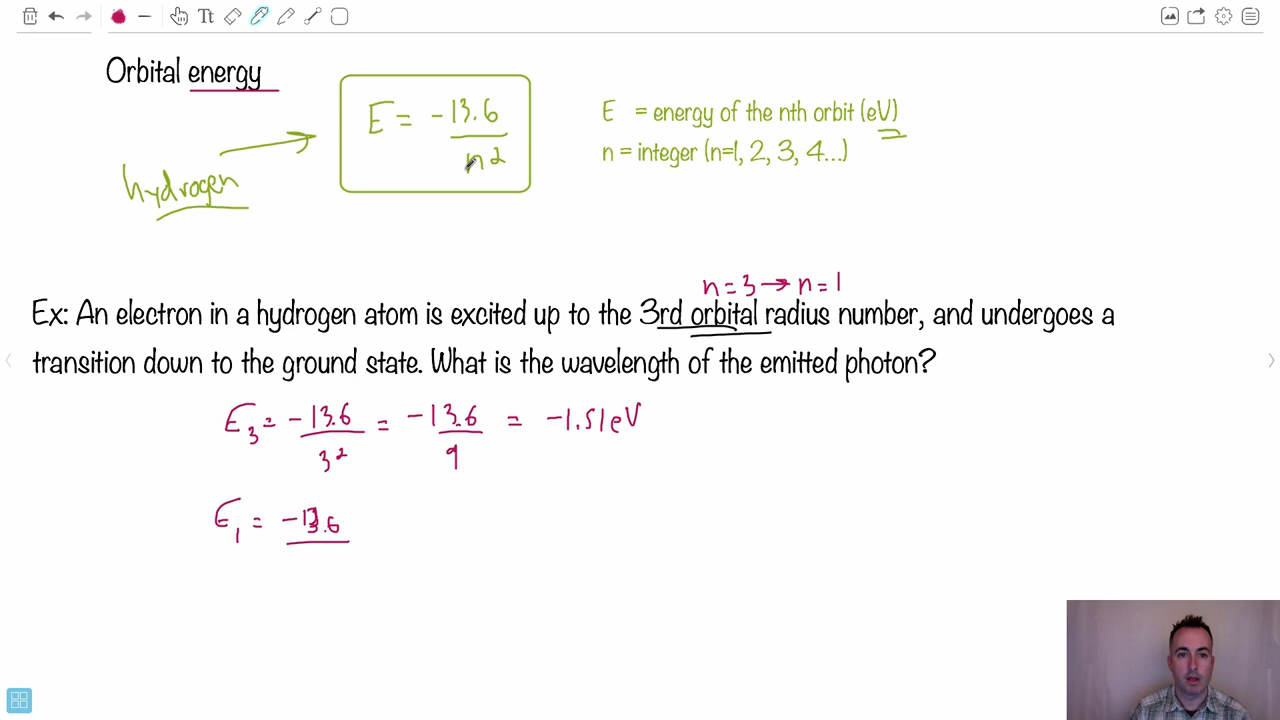 Tt
Orbital energy
E = -13.6 / n²
E = energy of the nth orbit (eV)
n = integer (n=1, 2, 3, 4...)
hydrogen
n=3 → n=1
Ex: An electron in a hydrogen atom is excited up to the 3rd orbital radius number, and undergoes a
transition down to the ground state. What is the wavelength of the emitted photon?
E₃ = -13.6 / 3² = -13.6 / 9 = -1.51eV
E₁ = -13.6